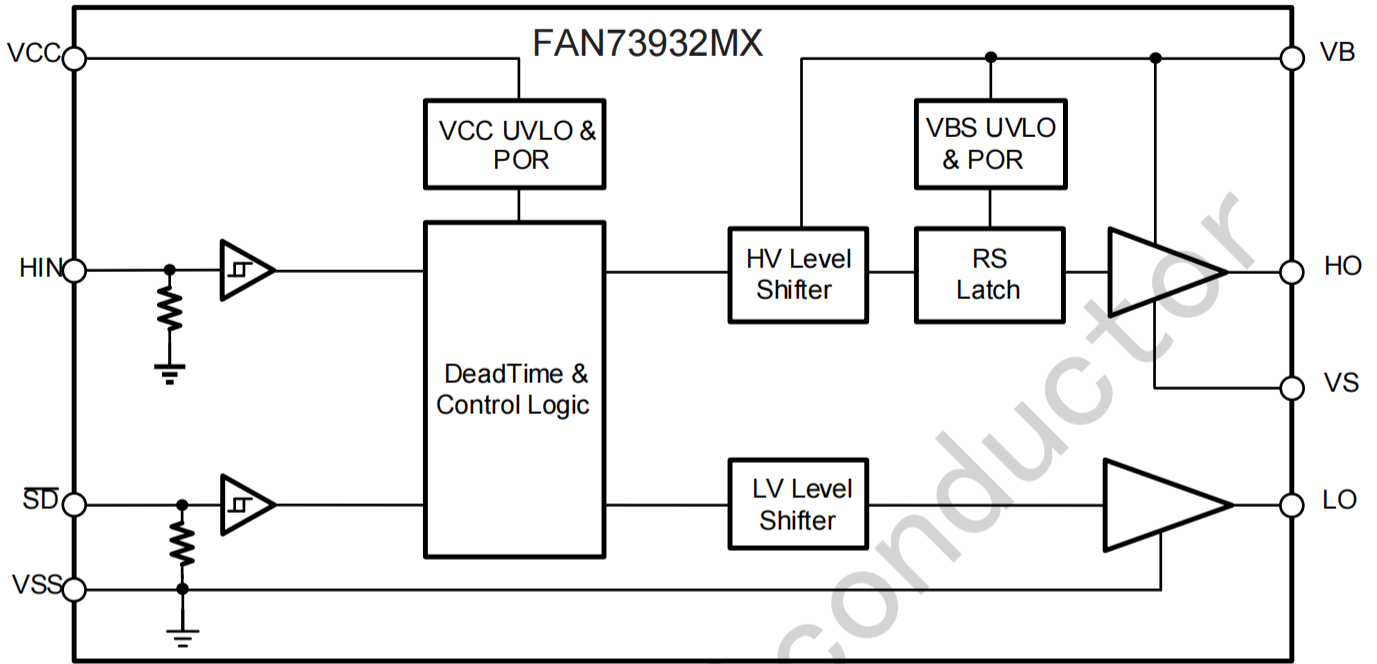 FAN73932MX
VCC
VB
VCC UVLO &
POR
VBS UVLO
& POR
HIN
HV Level
Shifter
RS
Latch
HO
DeadTime &
Control Logic
VS
SD
LV Level
Shifter
LO
VSS
conductor